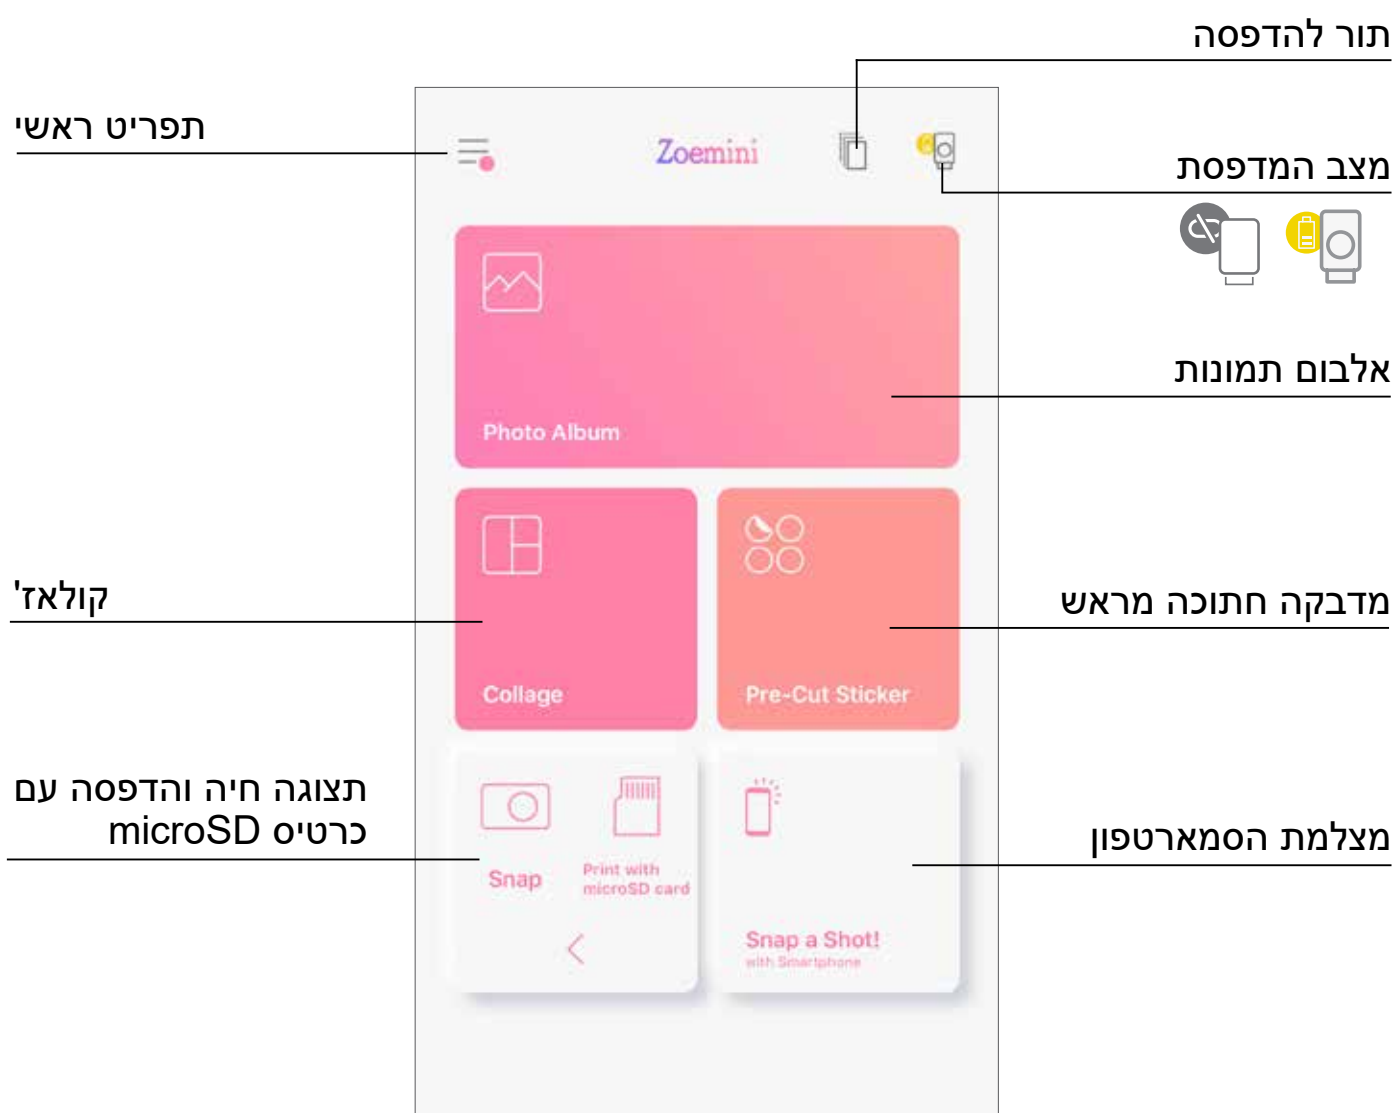 תור להדפסה
תפריט ראשי
Zoemini
מצב המדפסת
אלבום תמונות
Photo Album
קולאז'
מדבקה חתוכה מראש
Collage
Pre-Cut Sticker
תצוגה חיה והדפסה עם
כרטיס microSD
מצלמת הסמארטפון
Snap
Print with
microSD card
Snap a Shot!
with Smartphone